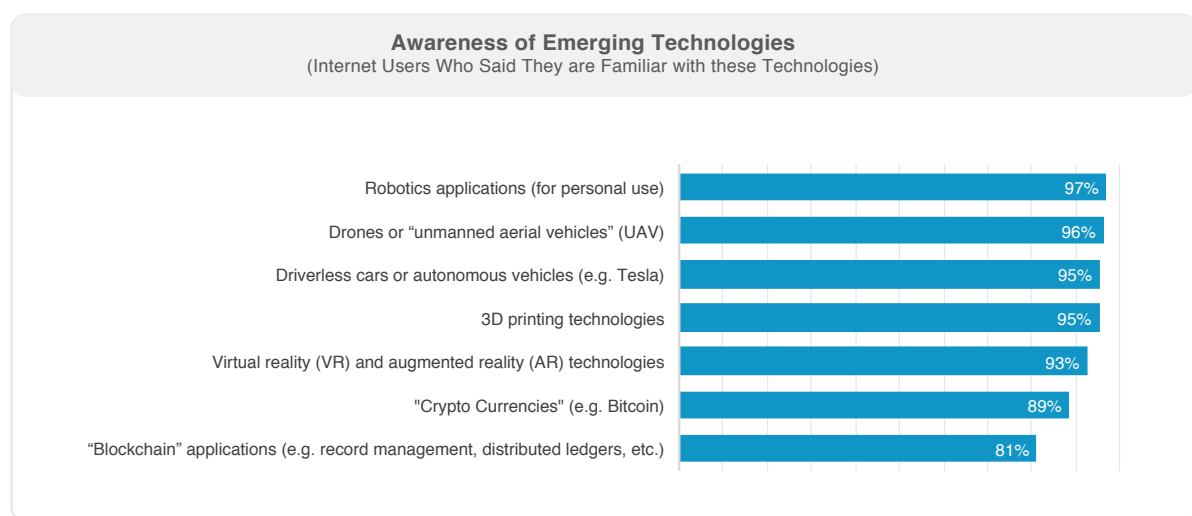 Awareness of Emerging Technologies
(Internet Users Who Said They are Familiar with these Technologies)
Robotics applications (for personal use) 97%
Drones or “unmanned aerial vehicles” (UAV) 96%
Driverless cars or autonomous vehicles (e.g. Tesla) 95%
3D printing technologies 95%
Virtual reality (VR) and augmented reality (AR) technologies 93%
"Crypto Currencies" (e.g. Bitcoin) 89%
“Blockchain” applications (e.g. record management, distributed ledgers, etc.) 81%